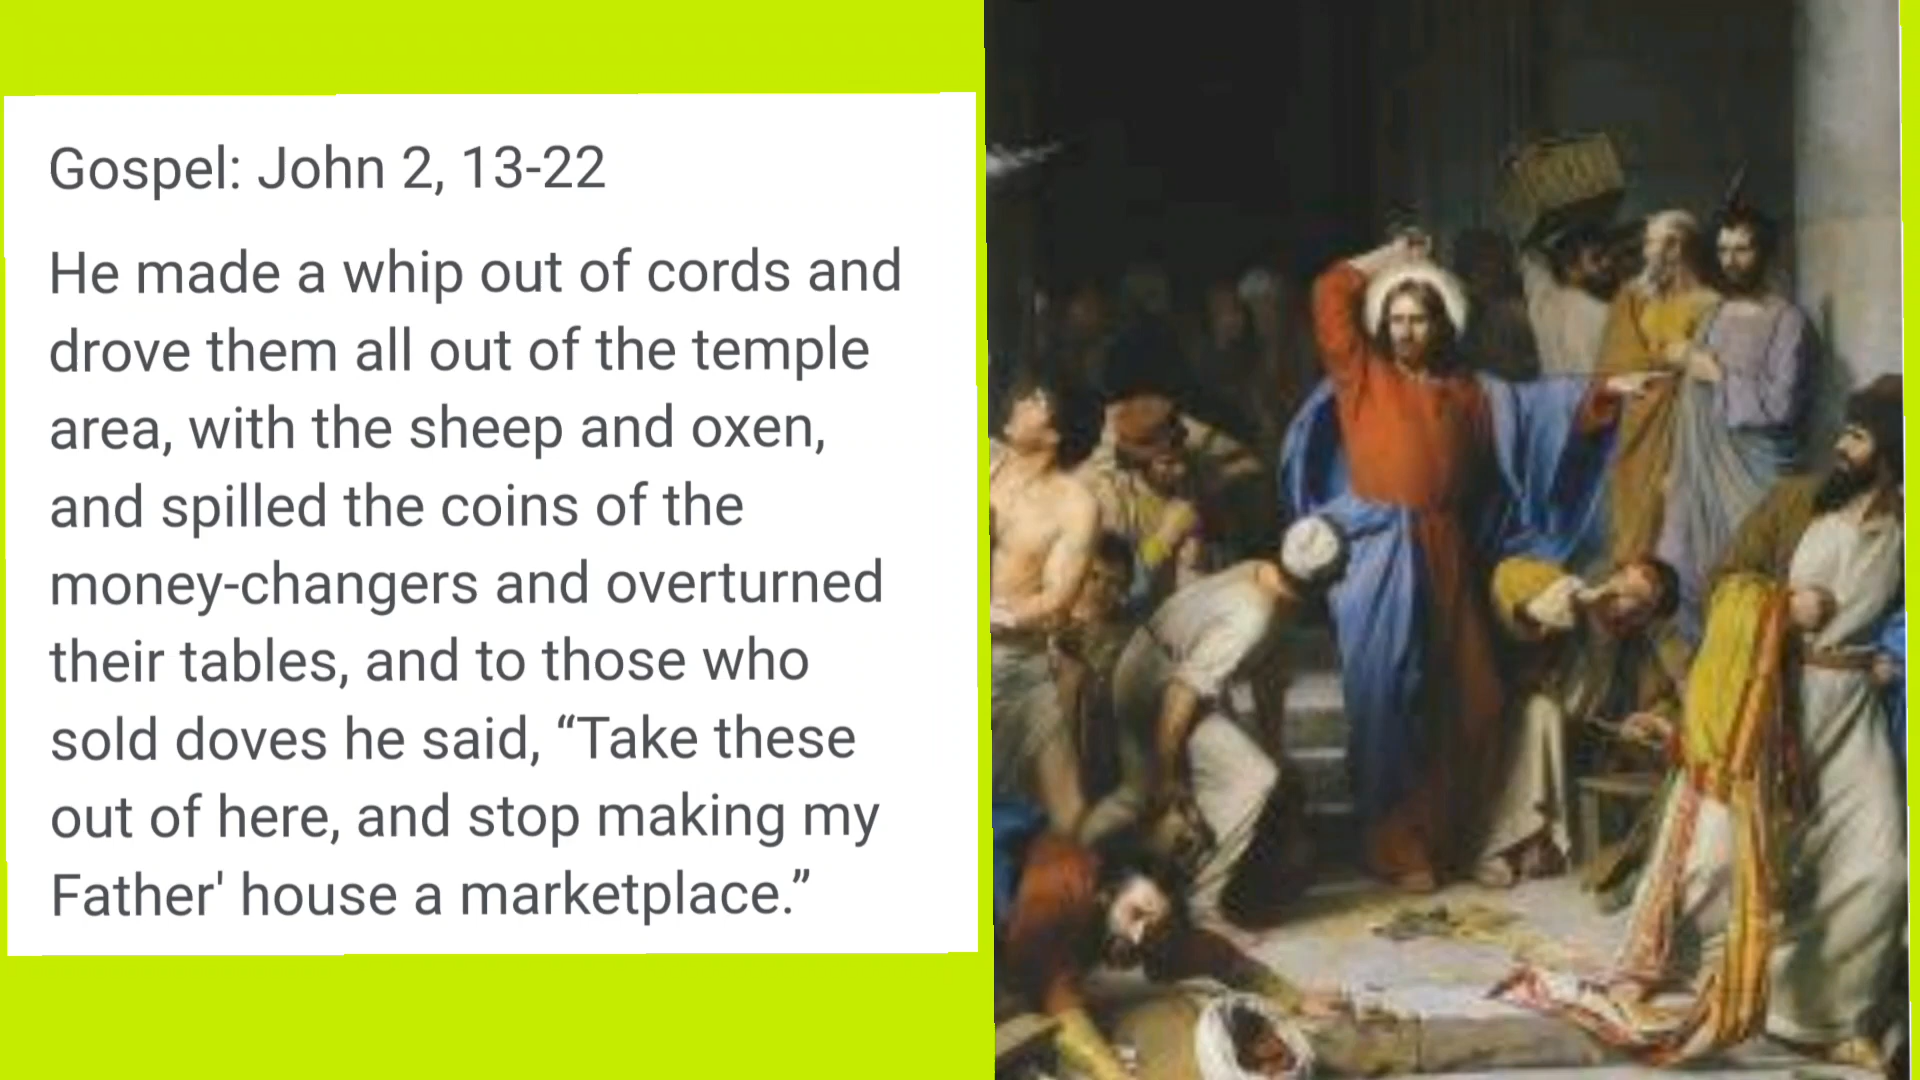 Gospel: John 2, 13-22
He made a whip out of cords and
drove them all out of the temple
area, with the sheep and oxen,
and spilled the coins of the
money-changers and overturned
their tables, and to those who
sold doves he said, “Take these
out of here, and stop making my
Father' house a marketplace.”